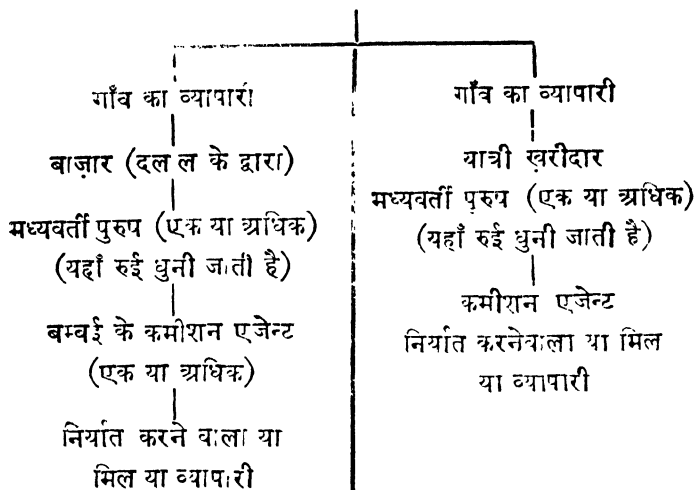 गाँव का व्यापारी
बाज़ार (दलाल के द्वारा)
मध्यवर्ती पुरुष (एक या अधिक)
(यहाँ रुई धुनी जाती है)
बम्बई के कमीशन एजेन्ट
(एक या अधिक)
निर्यात करने वाला या
मिल या व्यापारी
गाँव का व्यापारी
यात्री ख़रीदार
मध्यवर्ती पुरुष (एक या अधिक)
(यहाँ रुई धुनी जाती है)
कमीशन एजेन्ट
निर्यात करनेवाला या मिल
या व्यापारी